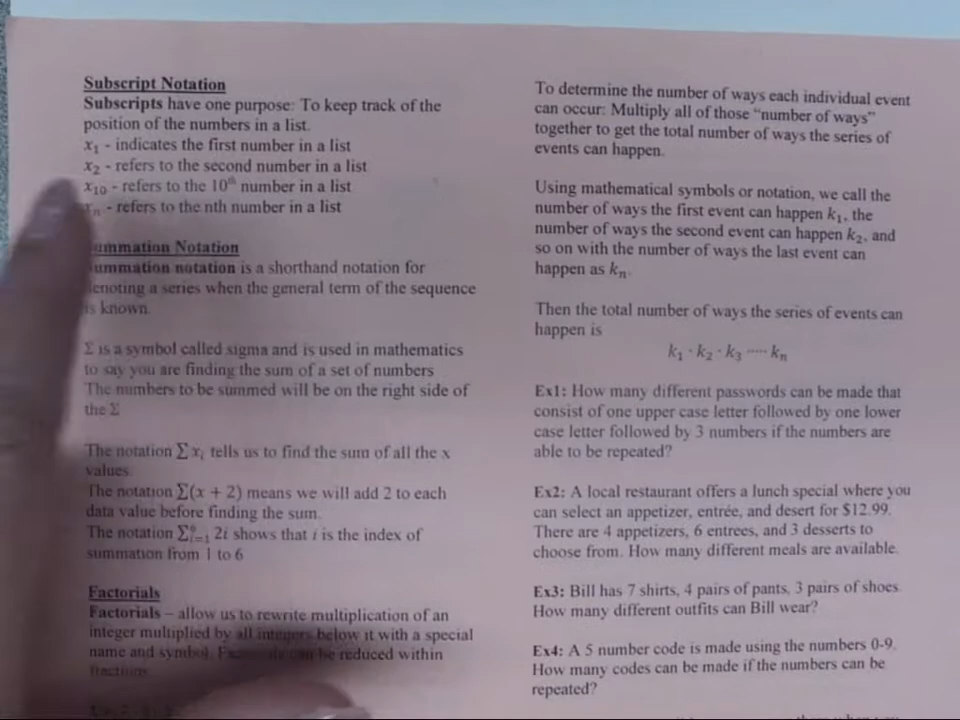 Subscript Notation
Subscripts have one purpose: To keep track of the
position of the numbers in a list.
x₁ - indicates the first number in a list
x₂ - refers to the second number in a list
x₁₀ - refers to the 10ᵗʰ number in a list
xₙ - refers to the nth number in a list
ummation Notation
ummation notation is a shorthand notation for
denoting a series when the general term of the sequence
is known.
Σ is a symbol called sigma and is used in mathematics
to say you are finding the sum of a set of numbers
The numbers to be summed will be on the right side of
the Σ
The notation ∑xᵢ tells us to find the sum of all the x
values.
The notation ∑(x + 2) means we will add 2 to each
data value before finding the sum.
The notation ∑⁶ᵢ₌₁ 2i shows that i is the index of
summation from 1 to 6
Factorials
Factorials – allow us to rewrite multiplication of an
integer multiplied by all integers below it with a special
name and symbol. Factorials can be reduced within
fractions.
To determine the number of ways each individual event
can occur: Multiply all of those “number of ways”
together to get the total number of ways the series of
events can happen.
Using mathematical symbols or notation, we call the
number of ways the first event can happen k₁, the
number of ways the second event can happen k₂, and
so on with the number of ways the last event can
happen as kₙ.
Then the total number of ways the series of events can
happen is
k₁ · k₂ · k₃ ····· kₙ
Ex1: How many different passwords can be made that
consist of one upper case letter followed by one lower
case letter followed by 3 numbers if the numbers are
able to be repeated?
Ex2: A local restaurant offers a lunch special where you
can select an appetizer, entrée, and desert for $12.99.
There are 4 appetizers, 6 entrees, and 3 desserts to
choose from. How many different meals are available.
Ex3: Bill has 7 shirts, 4 pairs of pants, 3 pairs of shoes.
How many different outfits can Bill wear?
Ex4: A 5 number code is made using the numbers 0-9.
How many codes can be made if the numbers can be
repeated?